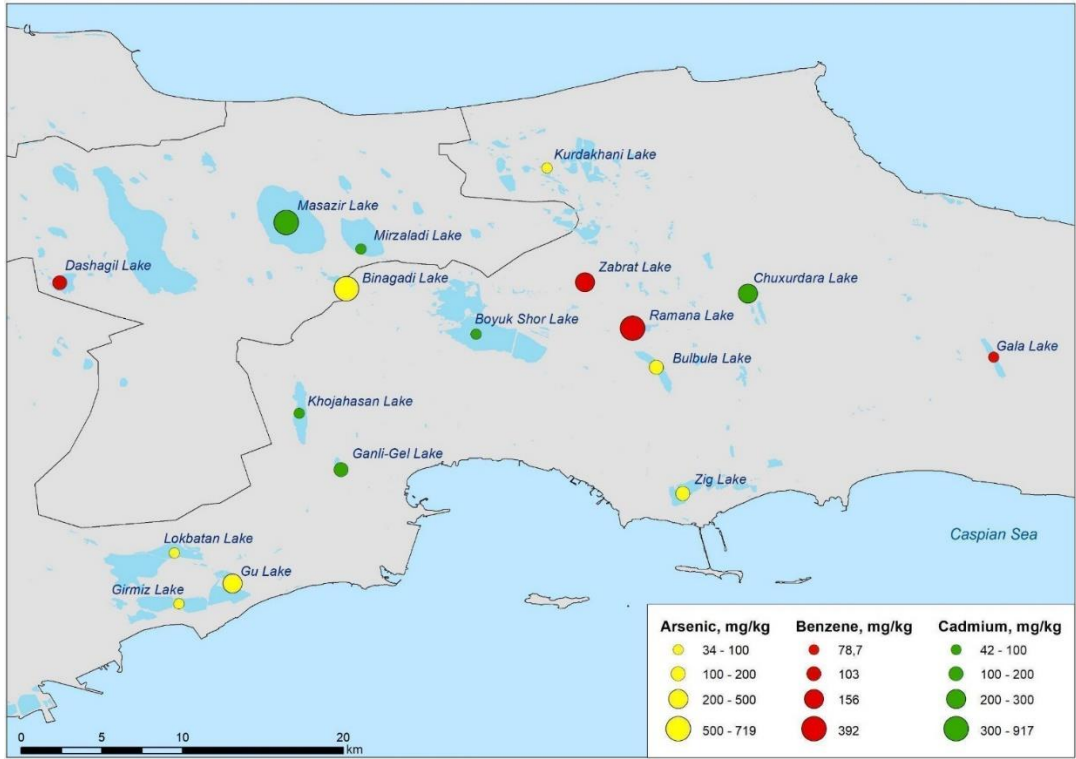 Kurdakhani Lake
Masazir Lake
Mirzaladi Lake
Dashagil Lake
Binagadi Lake
Zabrat Lake
Chuxurdara Lake
Boyuk Shor Lake
Ramana Lake
Gala Lake
Bulbula Lake
Khojahasan Lake
Ganli-Gel Lake
Zig Lake
Lokbatan Lake
Caspian Sea
Gu Lake
Girmiz Lake
Arsenic, mg/kg
34 - 100
100 - 200
200 - 500
500 - 719
Benzene, mg/kg
78,7
103
156
392
Cadmium, mg/kg
42 - 100
100 - 200
200 - 300
300 - 917
0 5 10 20
km